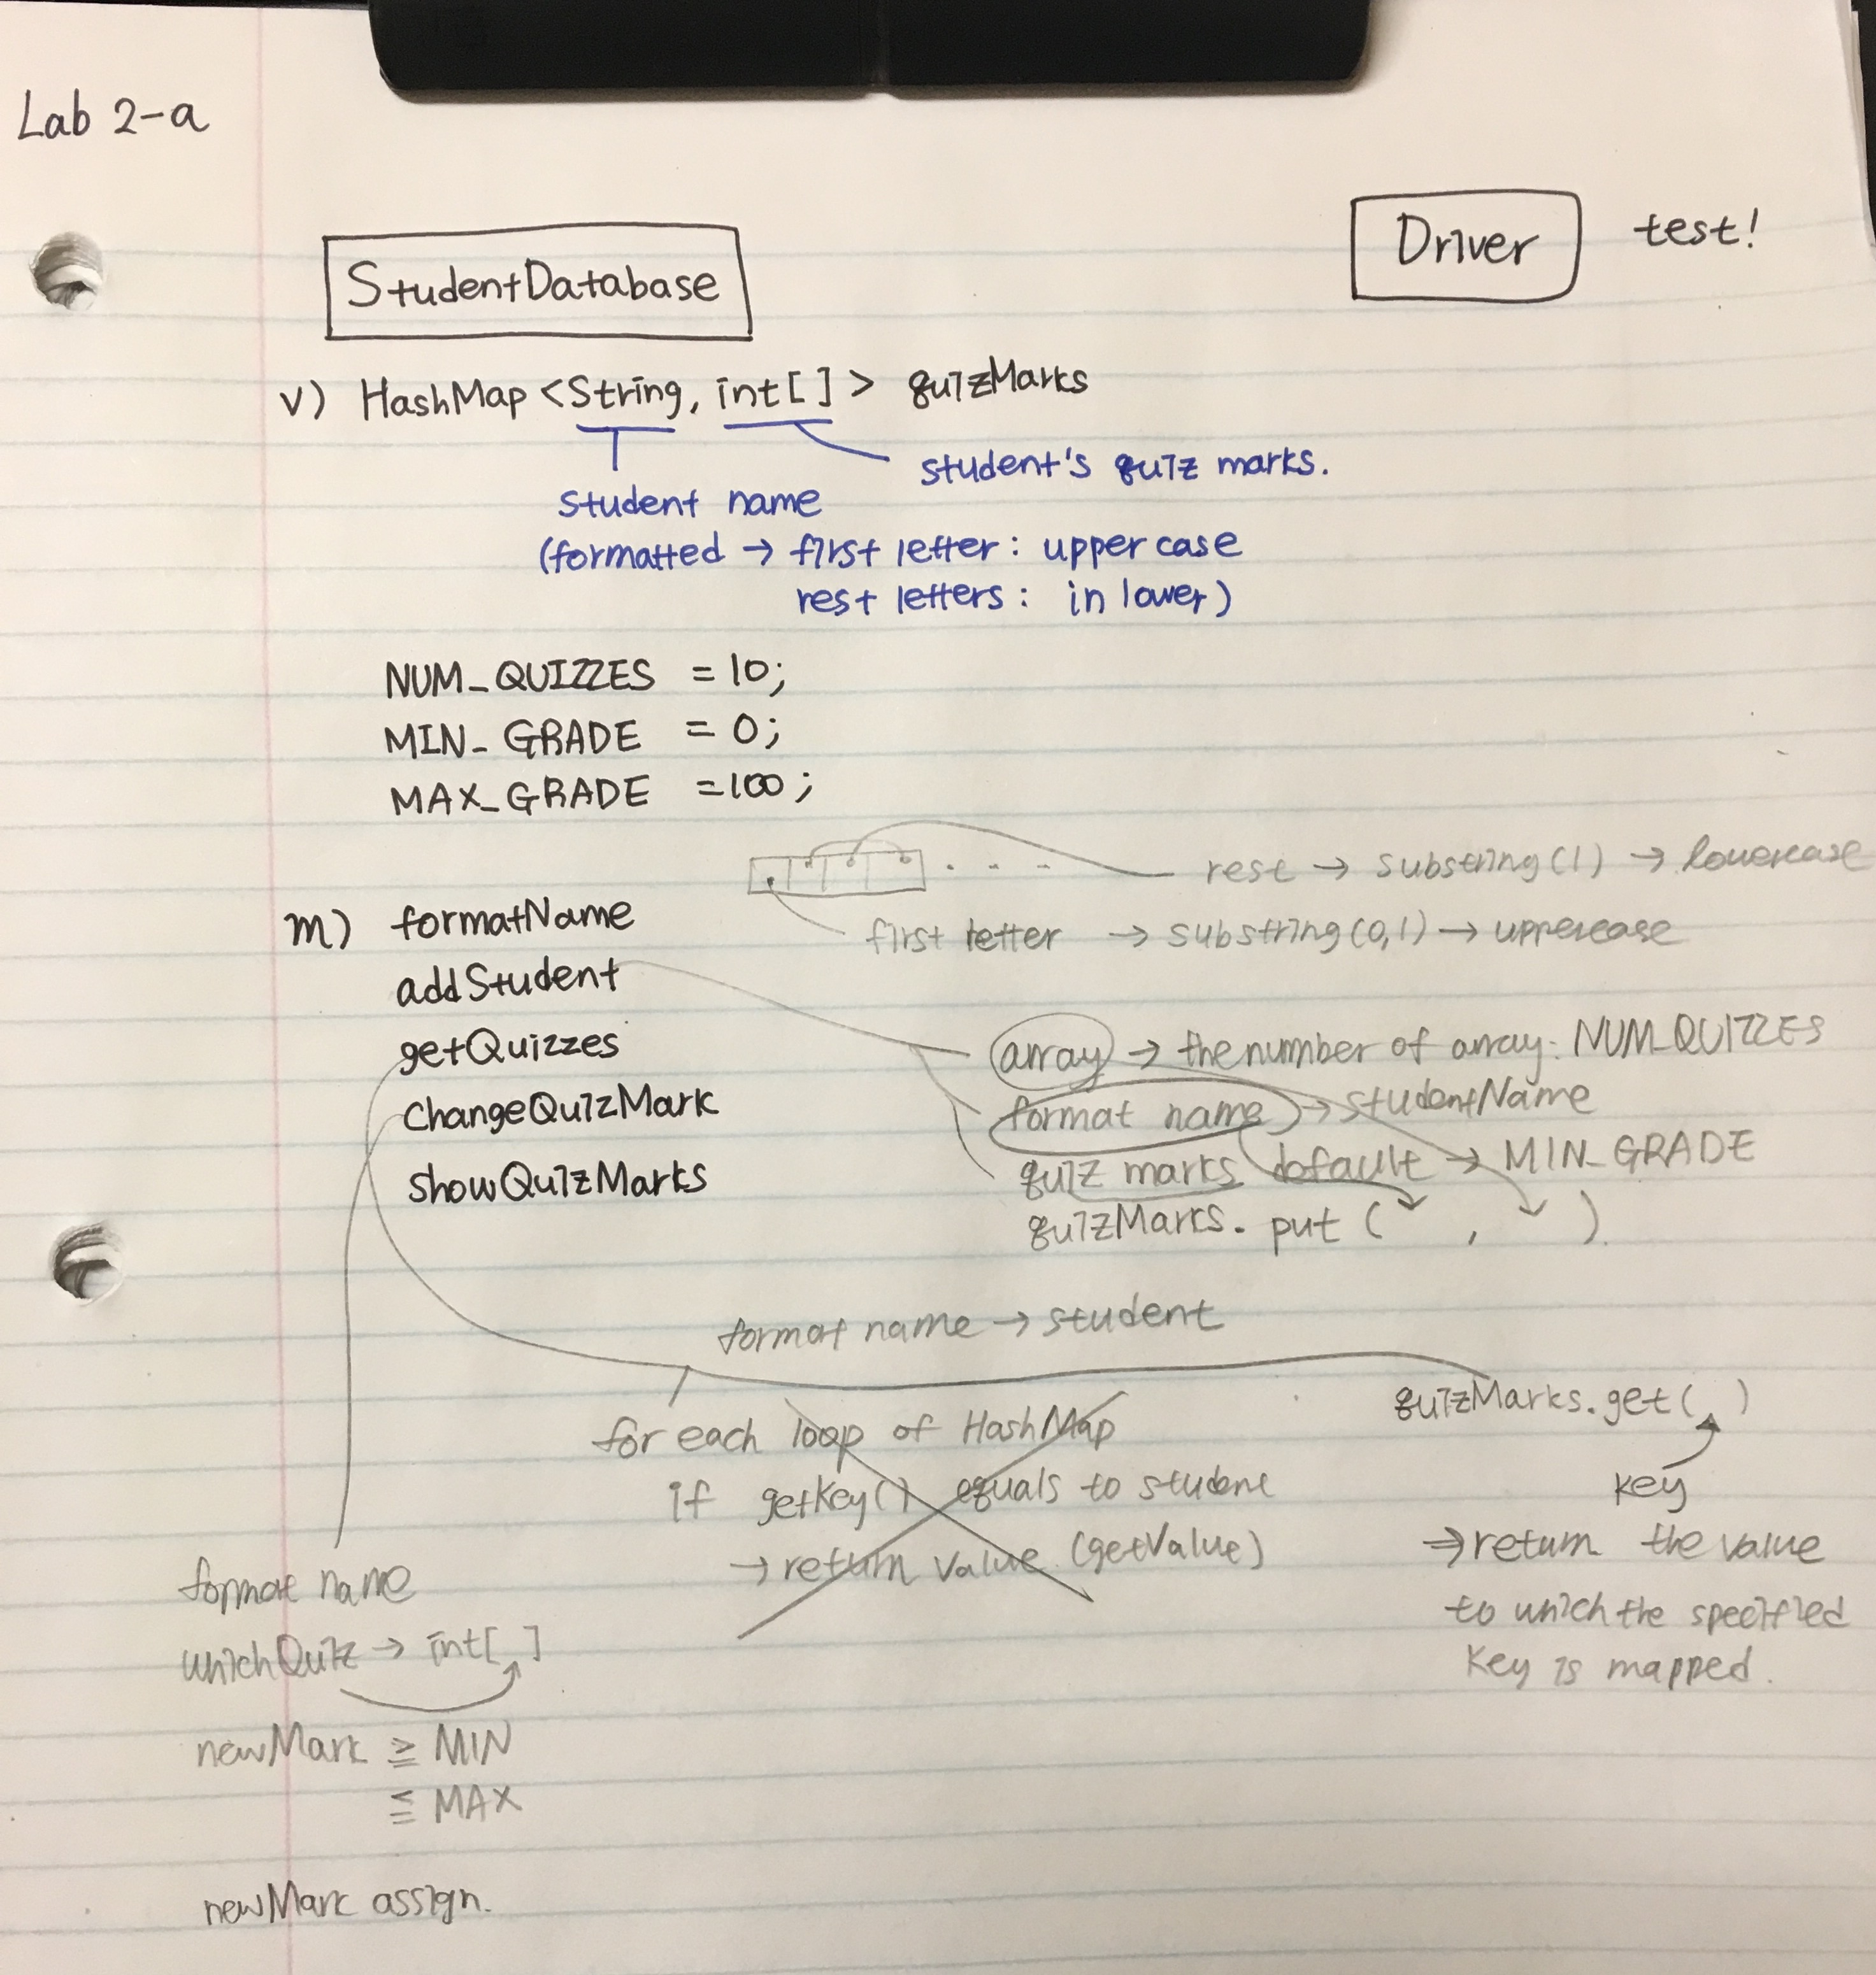 Lab 2-a
StudentDatabase
Driver test!
v) HashMap <String, int[]> quizMarks
student's quiz marks.
student name
(formatted → first letter: upper case
rest letters: in lower)
NUM_QUIZZES = 10;
MIN_GRADE = 0;
MAX_GRADE = 100;
rest → substring(1) → lowercase
first letter → substring(0,1) → uppercase
m) formatName
addStudent
getQuizzes
changeQuizMark
showQuizMarks
array → the number of array: NUM_QUIZZES
format name → studentName
quiz marks default → MIN_GRADE
quizMarks. put ( , ).
format name → student
for each loop of HashMap
if getKey() equals to student
→ return value (getValue)
quizMarks.get( )
key
⇒ return the value
to which the specified
key is mapped.
format name
whichQuiz → int[ ]
newMark ≧ MIN
≦ MAX
newMark assign.